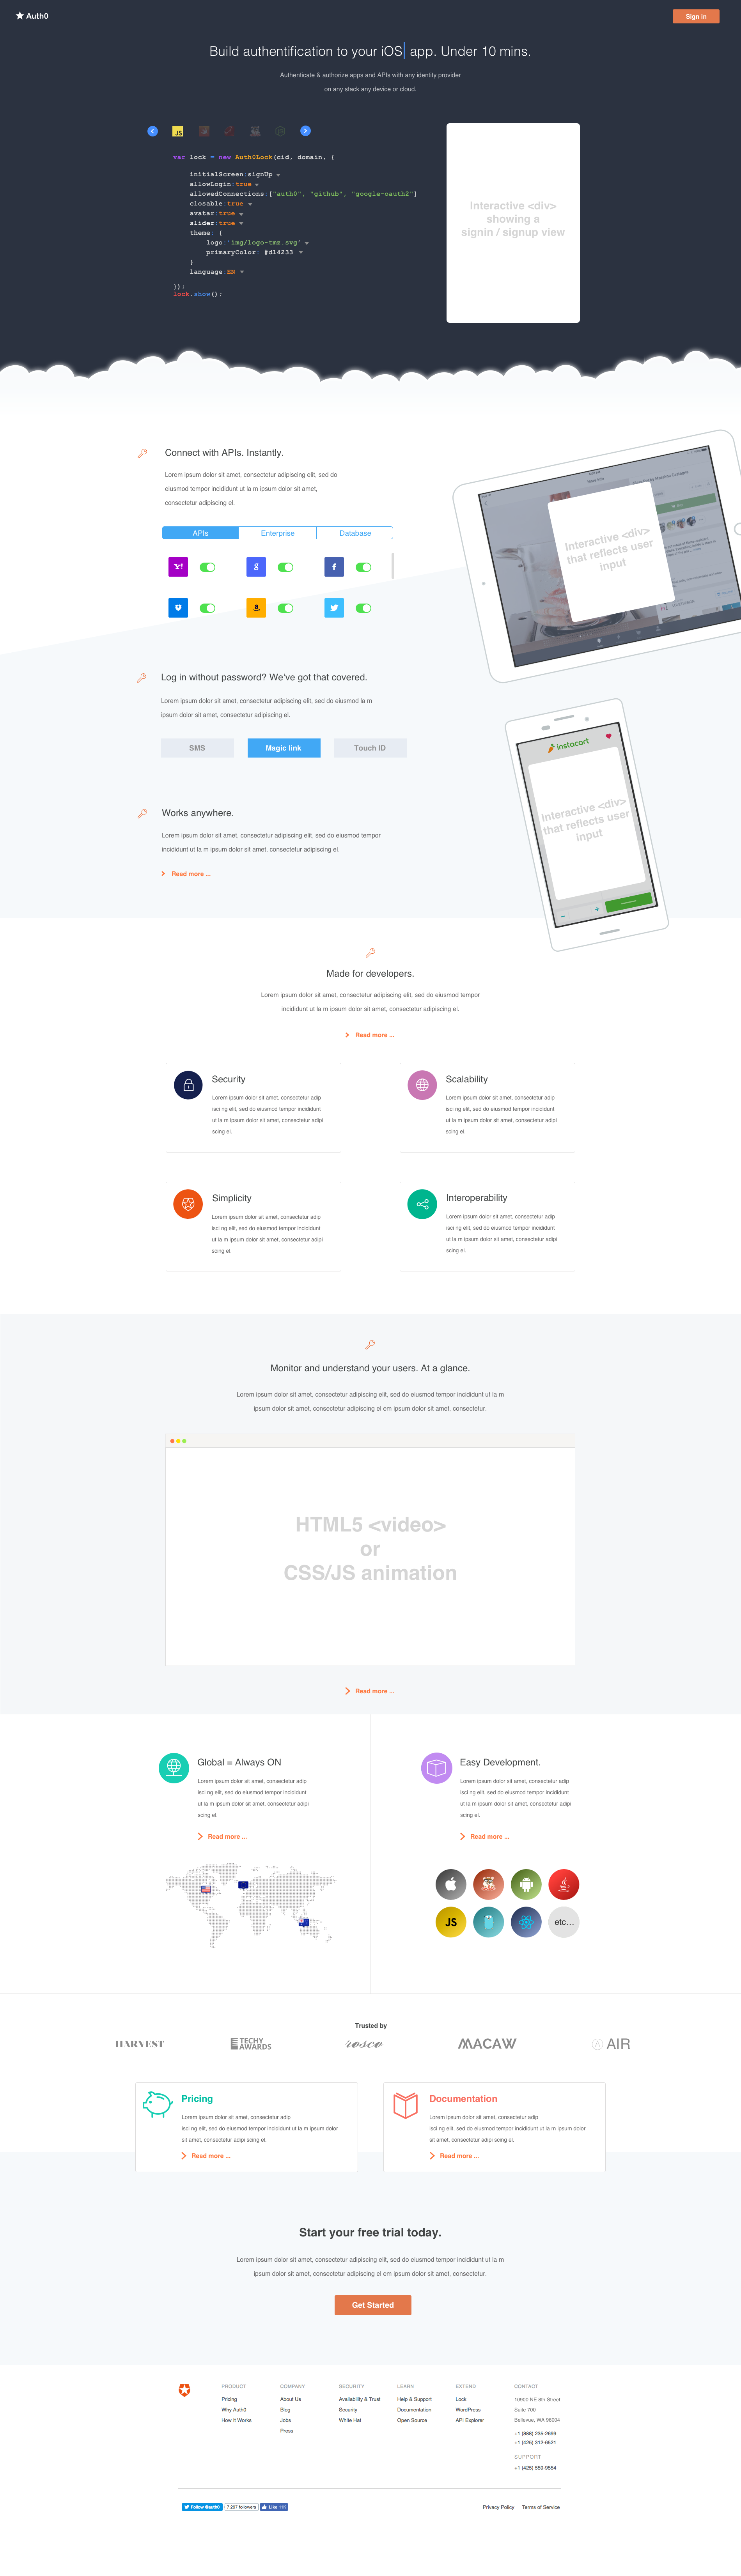 Auth0
Sign in
Build authentification to your iOS app. Under 10 mins.
Authenticate & authorize apps and APIs with any identity provider
on any stack any device or cloud.
JS
var lock = new Auth0Lock(cid, domain, {
initialScreen:signUp
allowLogin:true
allowedConnections:["auth0", "github", "google-oauth2"]
closable:true
avatar:true
slider:true
theme: {
logo:'img/logo-tms.svg'
primaryColor: #d14233
}
language:EN
});
lock.show();
Interactive <div>
showing a
signin / signup view
Connect with APIs. Instantly.
Lorem ipsum dolor sit amet, consectetur adipiscing elit, sed do
eiusmod tempor incididunt ut la m ipsum dolor sit amet,
consectetur adipiscing el.
APIs
Enterprise
Database
Interactive <div>
that reflects user
input
Log in without password? We've got that covered.
Lorem ipsum dolor sit amet, consectetur adipiscing elit, sed do eiusmod la m
ipsum dolor sit amet, consectetur adipiscing el.
SMS
Magic link
Touch ID
instacart
Interactive <div>
that reflects user
input
Works anywhere.
Lorem ipsum dolor sit amet, consectetur adipiscing elit, sed do eiusmod tempor
incididunt ut la m ipsum dolor sit amet, consectetur adipiscing el.
Read more ...
Made for developers.
Lorem ipsum dolor sit amet, consectetur adipiscing elit, sed do eiusmod tempor
incididunt ut la m ipsum dolor sit amet, consectetur adipiscing el.
Read more ...
Security
Lorem ipsum dolor sit amet, consectetur adip
isci ng elit, sed do eiusmod tempor incididunt
ut la m ipsum dolor sit amet, consectetur adipi
scing el.
Scalability
Lorem ipsum dolor sit amet, consectetur adip
isci ng elit, sed do eiusmod tempor incididunt
ut la m ipsum dolor sit amet, consectetur adipi
scing el.
Simplicity
Lorem ipsum dolor sit amet, consectetur adip
isci ng elit, sed do eiusmod tempor incididunt
ut la m ipsum dolor sit amet, consectetur adipi
scing el.
Interoperability
Lorem ipsum dolor sit amet, consectetur adip
isci ng elit, sed do eiusmod tempor incididunt
ut la m ipsum dolor sit amet, consectetur adipi
scing el.
Monitor and understand your users. At a glance.
Lorem ipsum dolor sit amet, consectetur adipiscing elit, sed do eiusmod tempor incididunt ut la m
ipsum dolor sit amet, consectetur adipiscing el em ipsum dolor sit amet, consectetur.
HTML5 <video>
or
CSS/JS animation
Read more ...
Global = Always ON
Lorem ipsum dolor sit amet, consectetur adip
isci ng elit, sed do eiusmod tempor incididunt
ut la m ipsum dolor sit amet, consectetur adipi
scing el.
Read more ...
Easy Development.
Lorem ipsum dolor sit amet, consectetur adip
isci ng elit, sed do eiusmod tempor incididunt
ut la m ipsum dolor sit amet, consectetur adipi
scing el.
Read more ...
JS
etc...
Trusted by
HARVEST
TECHY
AWARDS
rosco
MACAW
AIR
Pricing
Lorem ipsum dolor sit amet, consectetur adip
isci ng elit, sed do eiusmod tempor incididunt ut la m ipsum dolor
sit amet, consectetur adipi scing el.
Read more ...
Documentation
Lorem ipsum dolor sit amet, consectetur adip
isci ng elit, sed do eiusmod tempor incididunt ut la m ipsum dolor
sit amet, consectetur adipi scing el.
Read more ...
Start your free trial today.
Lorem ipsum dolor sit amet, consectetur adipiscing elit, sed do eiusmod tempor incididunt ut la m
ipsum dolor sit amet, consectetur adipiscing el em ipsum dolor sit amet, consectetur.
Get Started
PRODUCT
Pricing
Why Auth0
How It Works
COMPANY
About Us
Blog
Jobs
Press
SECURITY
Availability & Trust
Security
White Hat
LEARN
Help & Support
Documentation
Open Source
EXTEND
Lock
WordPress
API Explorer
CONTACT
10900 NE 8th Street
Suite 700
Bellevue, WA 98004
+1 (888) 235-2699
+1 (425) 312-6521
SUPPORT
+1 (425) 559-9554
Follow @auth0
7,297 followers
Like
Privacy Policy
Terms of Service